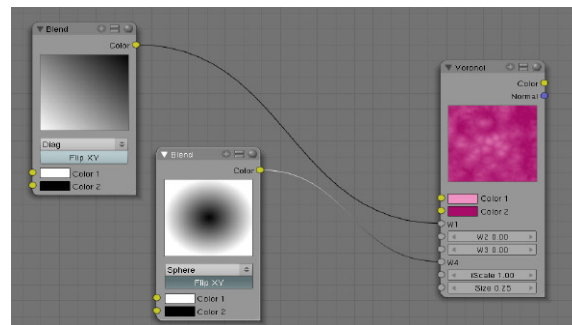 Blend
Color
Diag
Flip XY
Color 1
Color 2
Blend
Color
Sphere
Flip XY
Color 1
Color 2
Voronoi
Color
Normal
Color 1
Color 2
W1
W2 0.00
W3 0.00
W4
iScale 1.00
Size 0.25